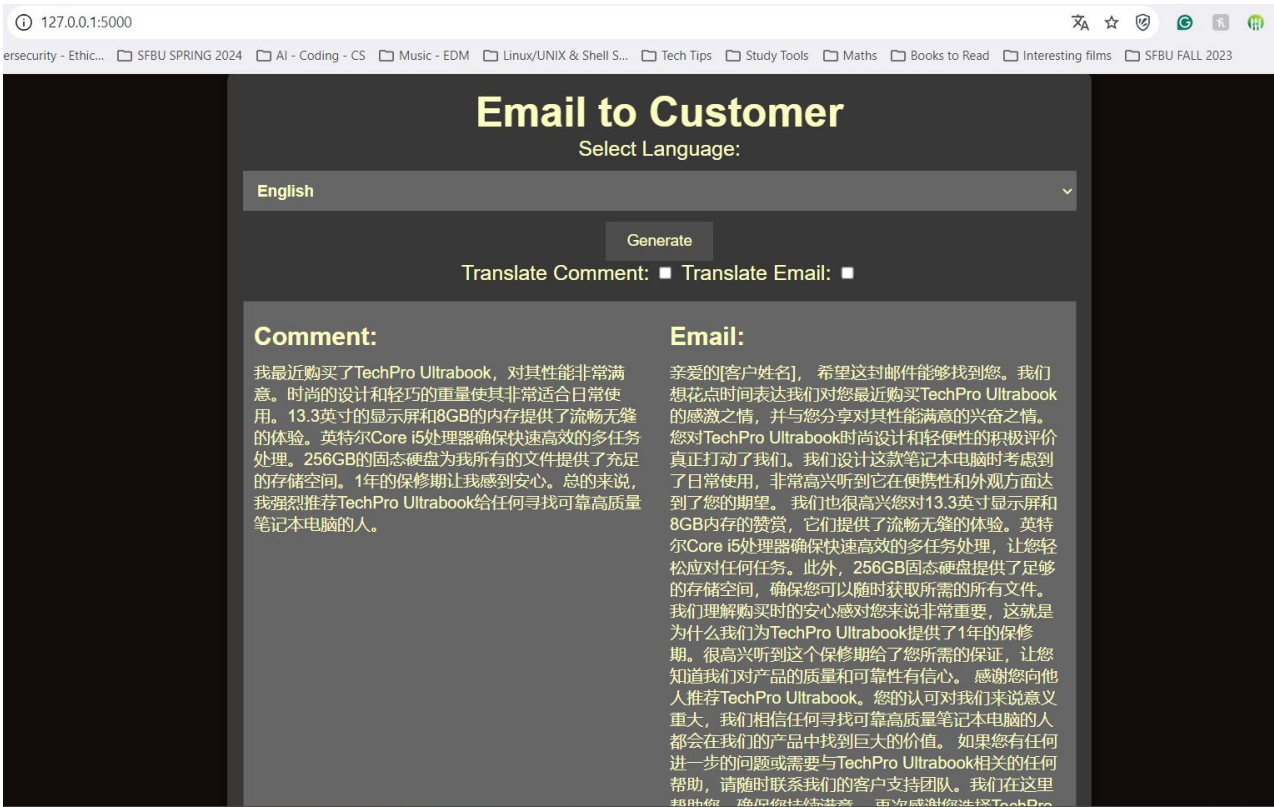 127.0.0.1:5000
ersecurity - Ethic... SFBU SPRING 2024 AI - Coding - CS Music - EDM Linux/UNIX & Shell S... Tech Tips Study Tools Maths Books to Read Interesting films SFBU FALL 2023
Email to Customer
Select Language:
English
Generate
Translate Comment: Translate Email:
Comment:
我最近购买了TechPro Ultrabook，对其性能非常满
意。时尚的设计和轻巧的重量使其非常适合日常使
用。13.3英寸的显示屏和8GB的内存提供了流畅无缝
的体验。英特尔Core i5处理器确保快速高效的多任务
处理。256GB的固态硬盘为我所有的文件提供了充足
的存储空间。1年的保修期让我感到安心。总的来说，
我强烈推荐TechPro Ultrabook给任何寻找可靠高质量
笔记本电脑的人。
Email:
亲爱的[客户姓名]， 希望这封邮件能够找到您。我们
想花点时间表达我们对您最近购买TechPro Ultrabook
的感激之情，并与您分享对其性能满意的兴奋之情。
您对TechPro Ultrabook时尚设计和轻便性的积极评价
真正打动了我们。我们设计这款笔记本电脑时考虑到
了日常使用，非常高兴听到它在便携性和外观方面达
到了您的期望。 我们也很高兴您对13.3英寸显示屏和
8GB内存的赞赏，它们提供了流畅无缝的体验。英特
尔Core i5处理器确保快速高效的多任务处理，让您轻
松应对任何任务。此外，256GB固态硬盘提供了足够
的存储空间，确保您可以随时获取所需的所有文件。
我们理解购买时的安心感对您来说非常重要，这就是
为什么我们为TechPro Ultrabook提供了1年的保修
期。很高兴听到这个保修期给了您所需的保证，让您
知道我们对产品的质量和可靠性有信心。 感谢您向他
人推荐TechPro Ultrabook。您的认可对我们来说意义
重大，我们相信任何寻找可靠高质量笔记本电脑的人
都会在我们的产品中找到巨大的价值。 如果您有任何
进一步的问题或需要与TechPro Ultrabook相关的任何
帮助，请随时联系我们的客户支持团队。我们在这里
帮助您，确保您持续满意。 再次感谢您选择TechPro